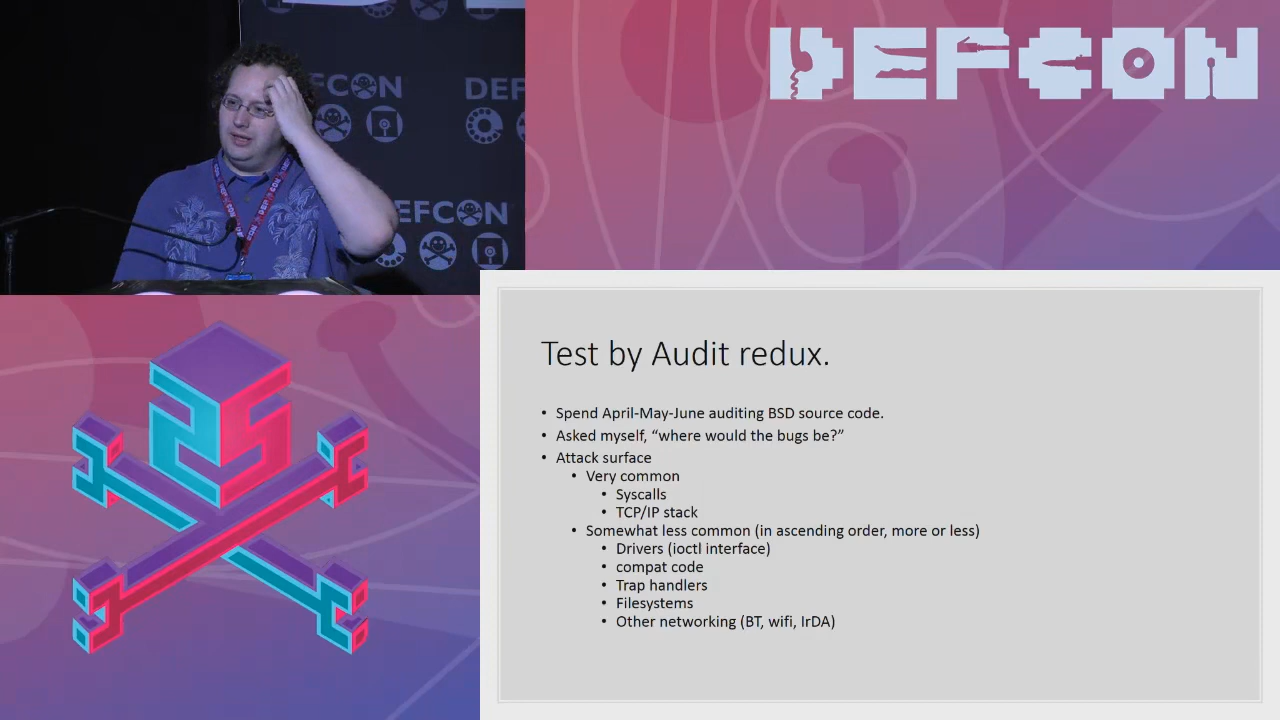 DEFCON
DEFCON
DEF
DEFCON
Test by Audit redux.
• Spend April-May-June auditing BSD source code.
• Asked myself, “where would the bugs be?”
• Attack surface
• Very common
• Syscalls
• TCP/IP stack
• Somewhat less common (in ascending order, more or less)
• Drivers (ioctl interface)
• compat code
• Trap handlers
• Filesystems
• Other networking (BT, wifi, IrDA)